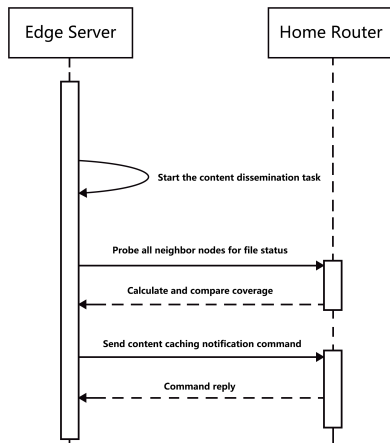 Edge Server
Home Router
Start the content dissemination task
Probe all neighbor nodes for file status
Calculate and compare coverage
Send content caching notification command
Command reply